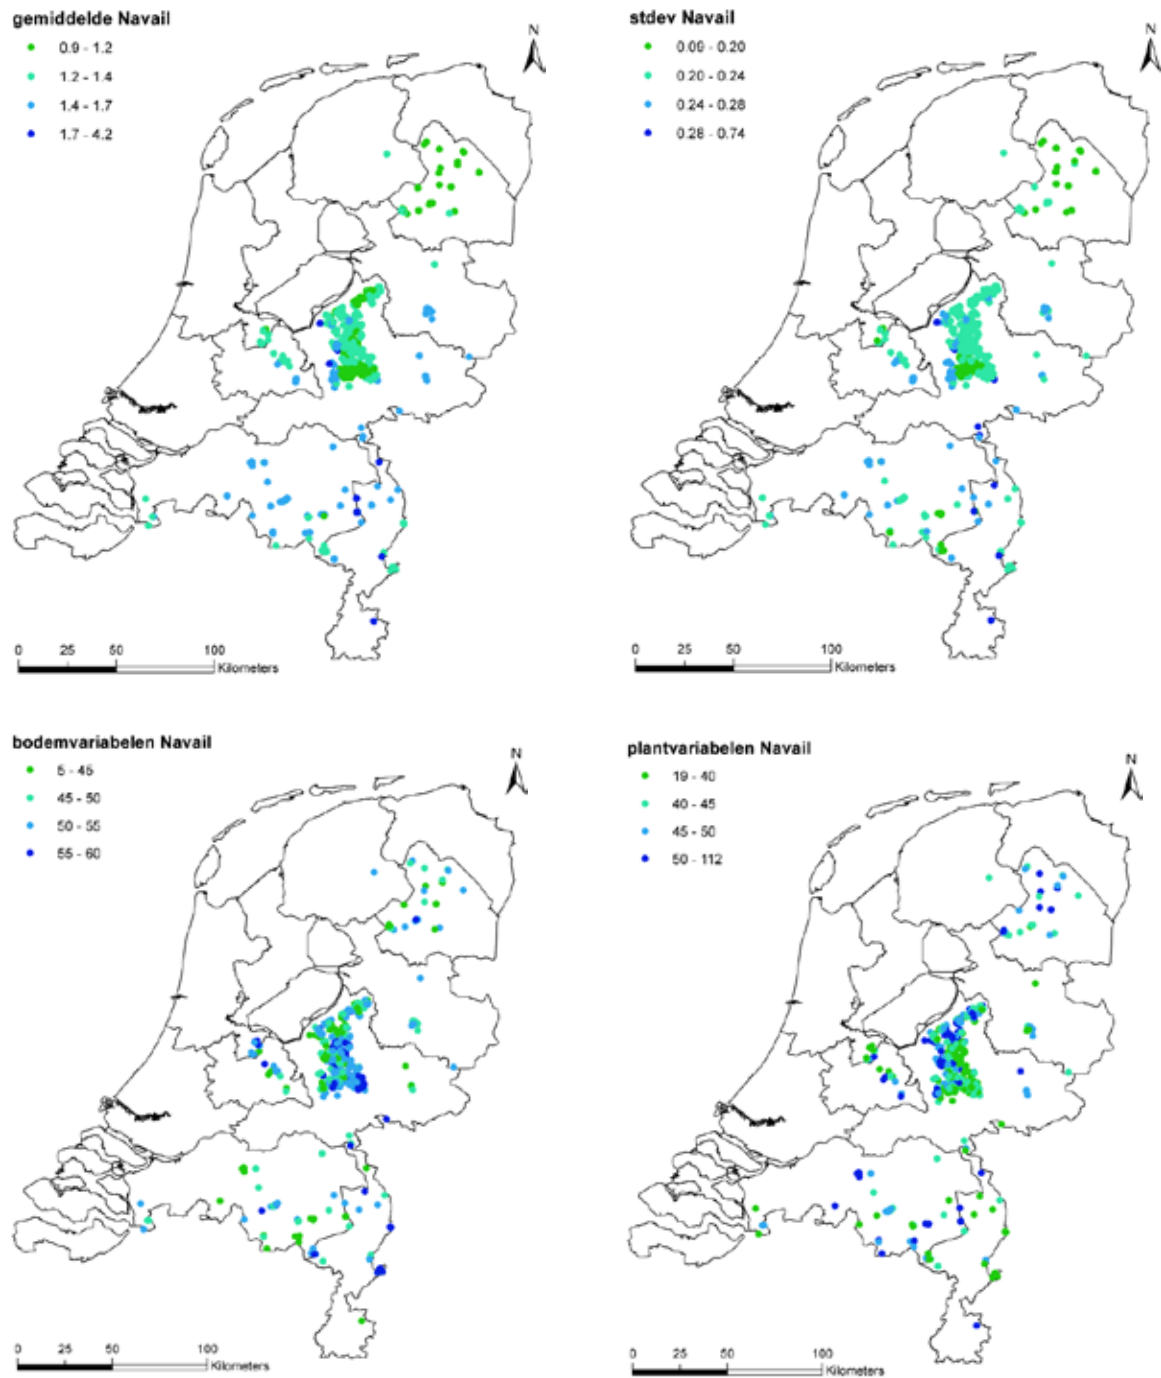 gemiddelde Navail
0.9 - 1.2
1.2 - 1.4
1.4 - 1.7
1.7 - 4.2
N
0 25 50 100
Kilometers
stdev Navail
0.09 - 0.20
0.20 - 0.24
0.24 - 0.28
0.28 - 0.74
N
0 25 50 100
Kilometers
bodemvariabelen Navail
5 - 45
45 - 50
50 - 55
55 - 60
N
0 25 50 100
Kilometers
plantvariabelen Navail
19 - 40
40 - 45
45 - 50
50 - 112
N
0 25 50 100
Kilometers